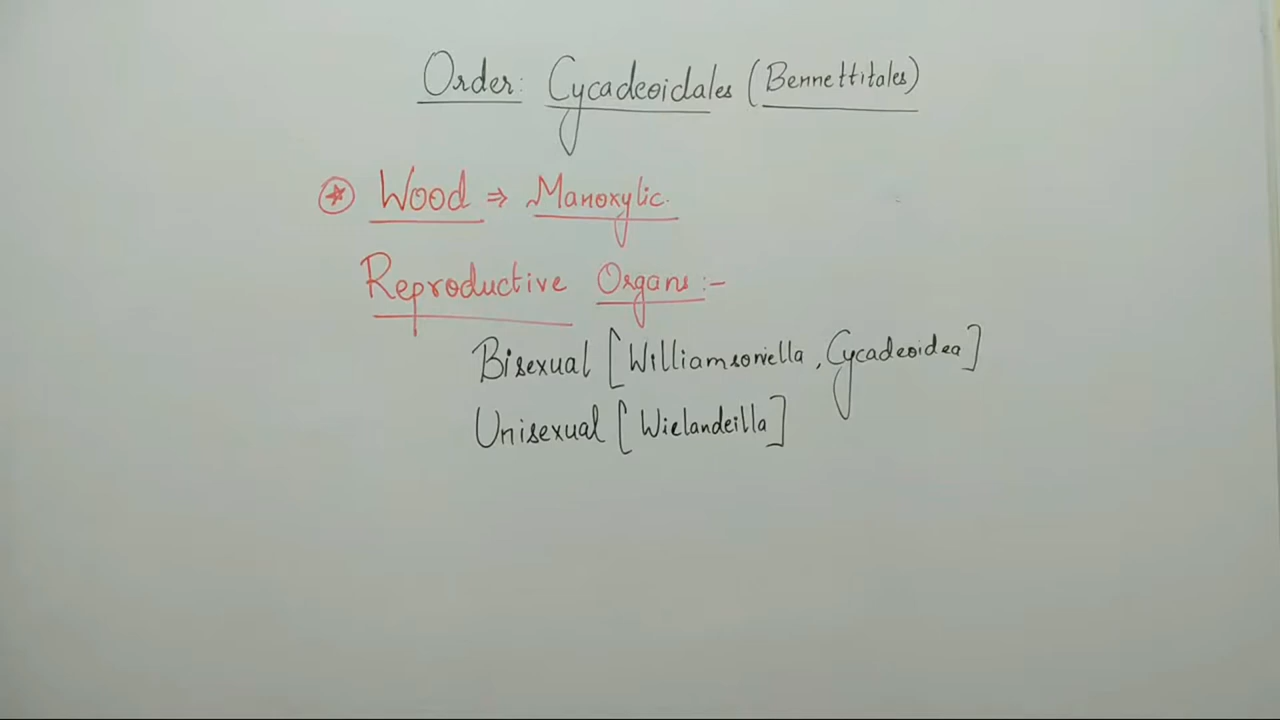 Order: Cycadeoidales (Bennettitales)
* Wood ⇒ Manoxylic.
Reproductive Organs :-
Bisexual [Williamsoniella, Cycadeoidea]
Unisexual [Wielandeilla]